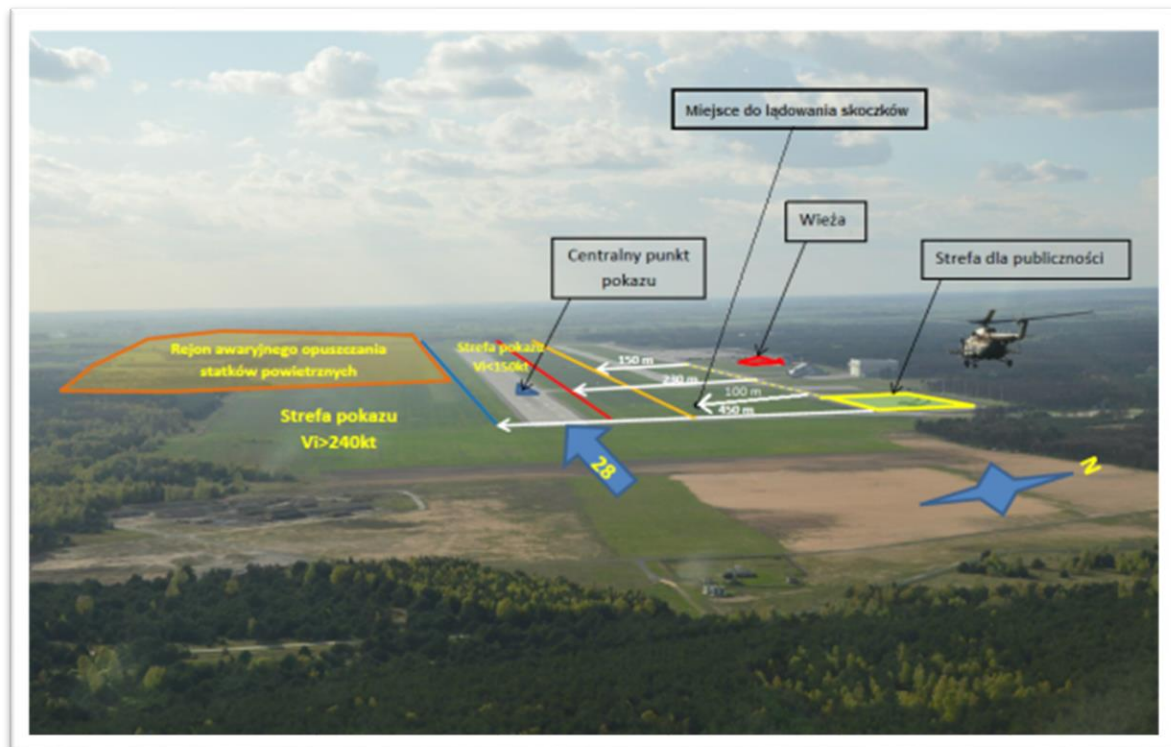 Miejsce do lądowania skoczków
Wieża
Centralny punkt
pokazu
Strefa dla publiczności
Rejon awaryjnego opuszczania
statków powietrznych
Strefa pokazu
Vi<150kt
150 m
230 m
100 m
450 m
Strefa pokazu
Vi>240kt
28
N